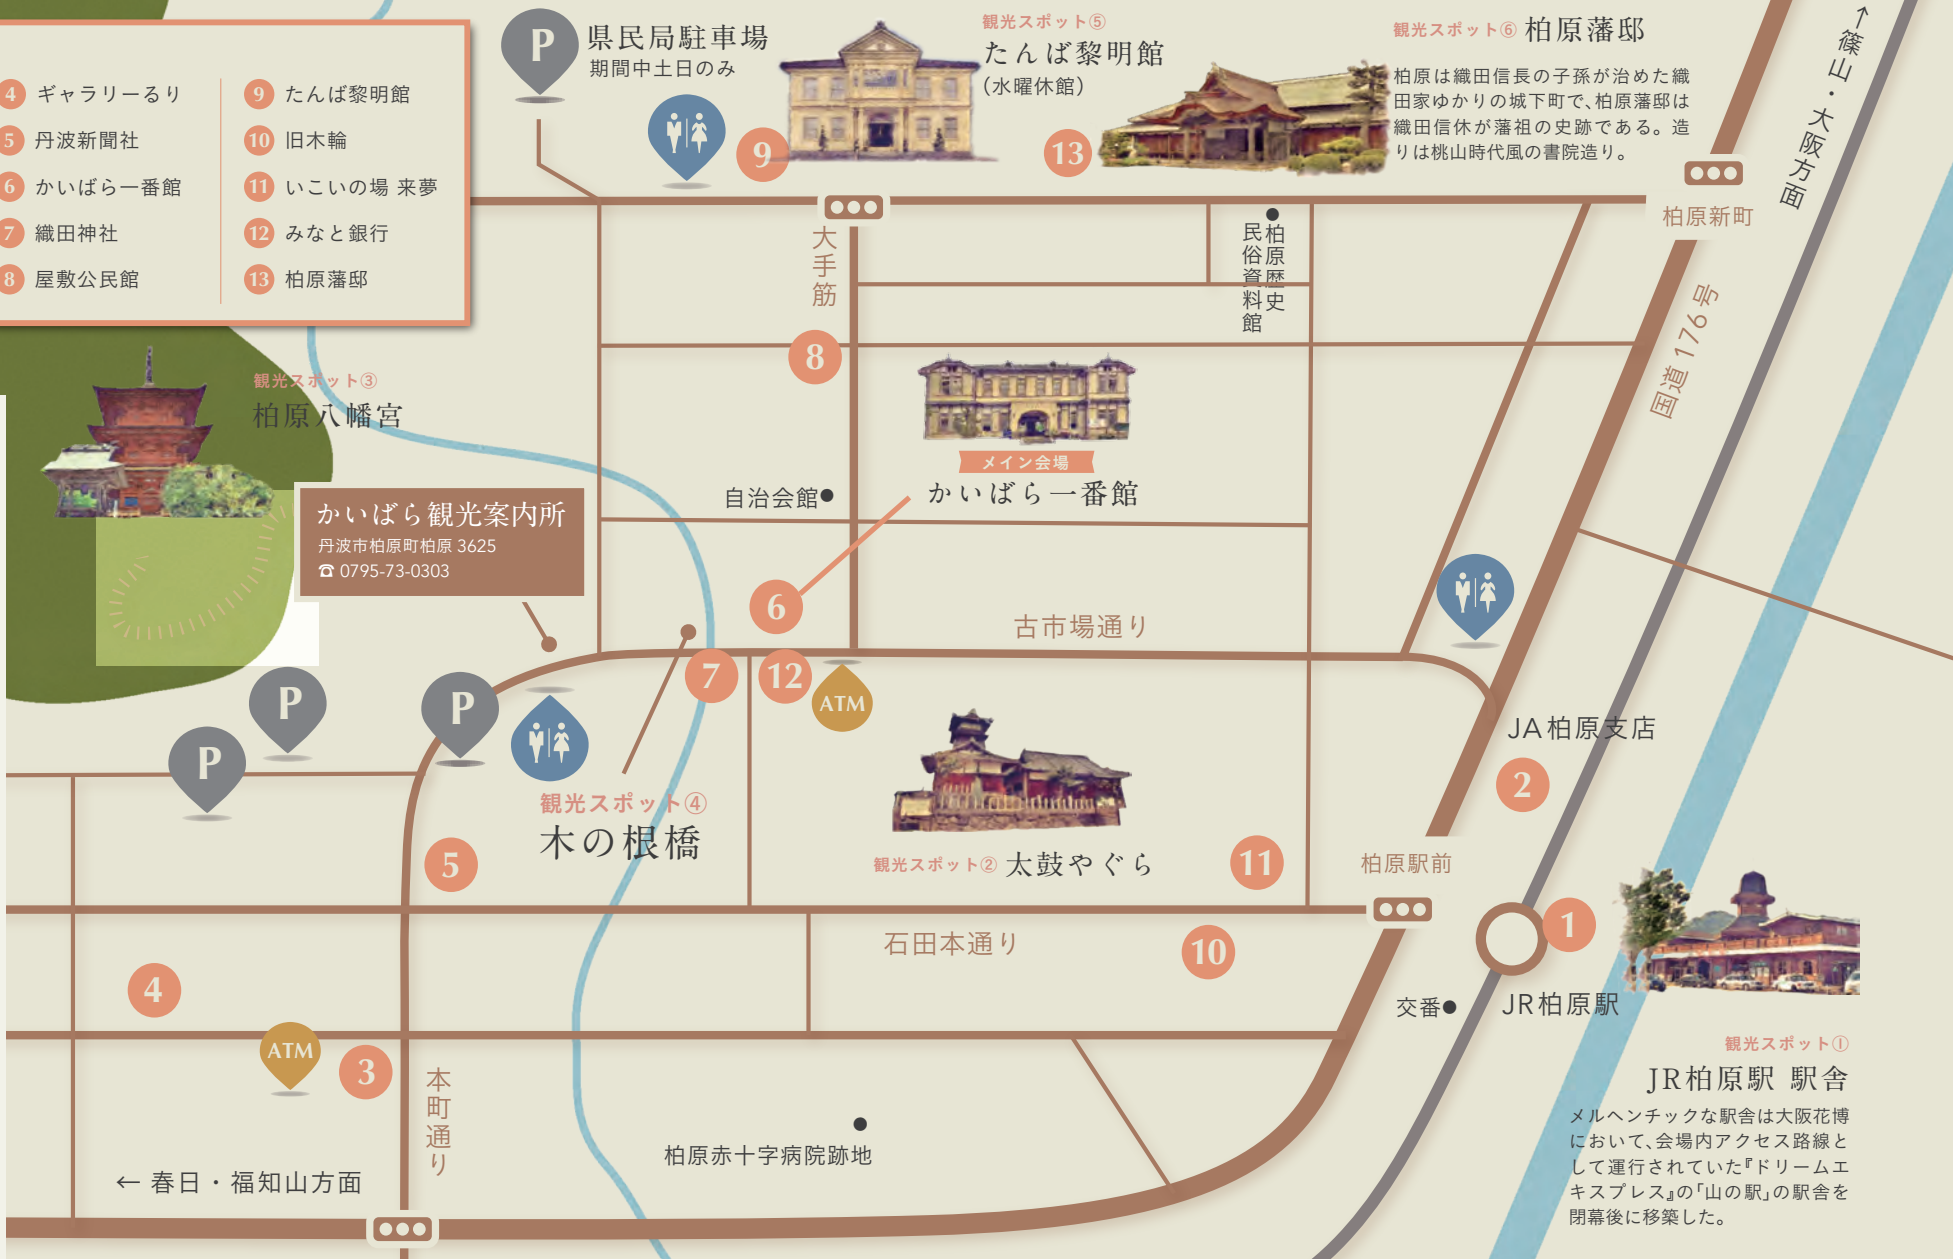 4 ギャラリーるり
5 丹波新聞社
6 かいばら一番館
7 織田神社
8 屋敷公民館
9 たんば黎明館
10 旧木輪
11 いこいの場 来夢
12 みなと銀行
13 柏原藩邸
P
県民局駐車場
期間中土日のみ
9
観光スポット⑤
たんば黎明館
(水曜休館)
13
観光スポット⑥ 柏原藩邸
柏原は織田信長の子孫が治めた織
田家ゆかりの城下町で、柏原藩邸は
織田信休が藩祖の史跡である。造
りは桃山時代風の書院造り。
↑篠山・大阪方面
柏原新町
国道176号
大手筋
柏原歴史
民俗資料館
8
観光スポット③
柏原八幡宮
メイン会場
かいばら一番館
自治会館
かいばら観光案内所
丹波市柏原町柏原 3625
☎ 0795-73-0303
6
古市場通り
7
12
ATM
P
P
P
JA柏原支店
2
観光スポット④
木の根橋
5
観光スポット② 太鼓やぐら
11
柏原駅前
石田本通り
10
1
4
交番
JR柏原駅
ATM
3
本町通り
観光スポット①
JR柏原駅 駅舎
メルヘンチックな駅舎は大阪花博
において、会場内アクセス路線と
して運行されていた『ドリームエ
キスプレス』の「山の駅」の駅舎を
閉幕後に移築した。
柏原赤十字病院跡地
← 春日・福知山方面